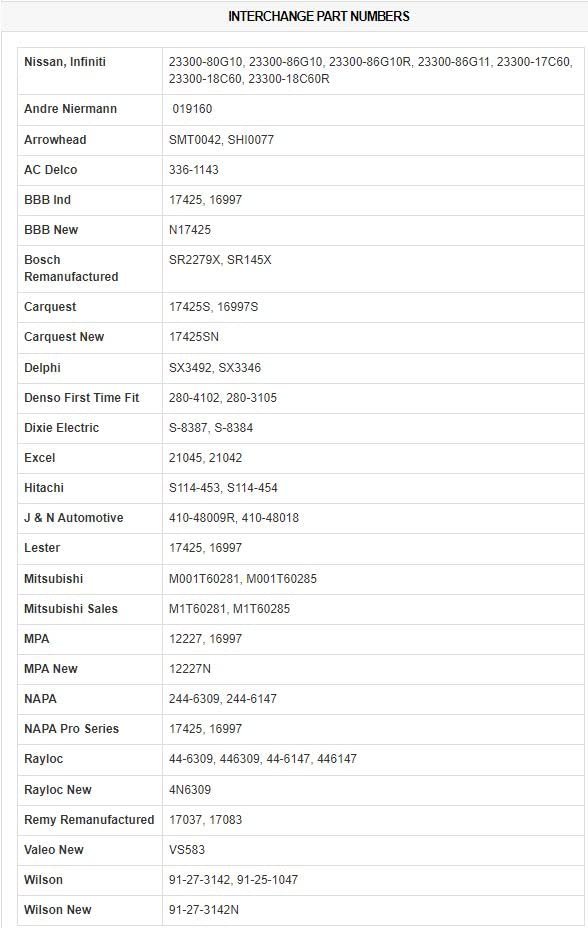 INTERCHANGE PART NUMBERS
Nissan, Infiniti 23300-80G10, 23300-86G10, 23300-86G10R, 23300-86G11, 23300-17C60,
23300-18C60, 23300-18C60R
Andre Niermann 019160
Arrowhead SMT0042, SHI0077
AC Delco 336-1143
BBB Ind 17425, 16997
BBB New N17425
Bosch SR2279X, SR145X
Remanufactured
Carquest 17425S, 16997S
Carquest New 17425SN
Delphi SX3492, SX3346
Denso First Time Fit 280-4102, 280-3105
Dixie Electric S-8387, S-8384
Excel 21045, 21042
Hitachi S114-453, S114-454
J & N Automotive 410-48009R, 410-48018
Lester 17425, 16997
Mitsubishi M001T60281, M001T60285
Mitsubishi Sales M1T60281, M1T60285
MPA 12227, 16997
MPA New 12227N
NAPA 244-6309, 244-6147
NAPA Pro Series 17425, 16997
Rayloc 44-6309, 446309, 44-6147, 446147
Rayloc New 4N6309
Remy Remanufactured 17037, 17083
Valeo New VS583
Wilson 91-27-3142, 91-25-1047
Wilson New 91-27-3142N